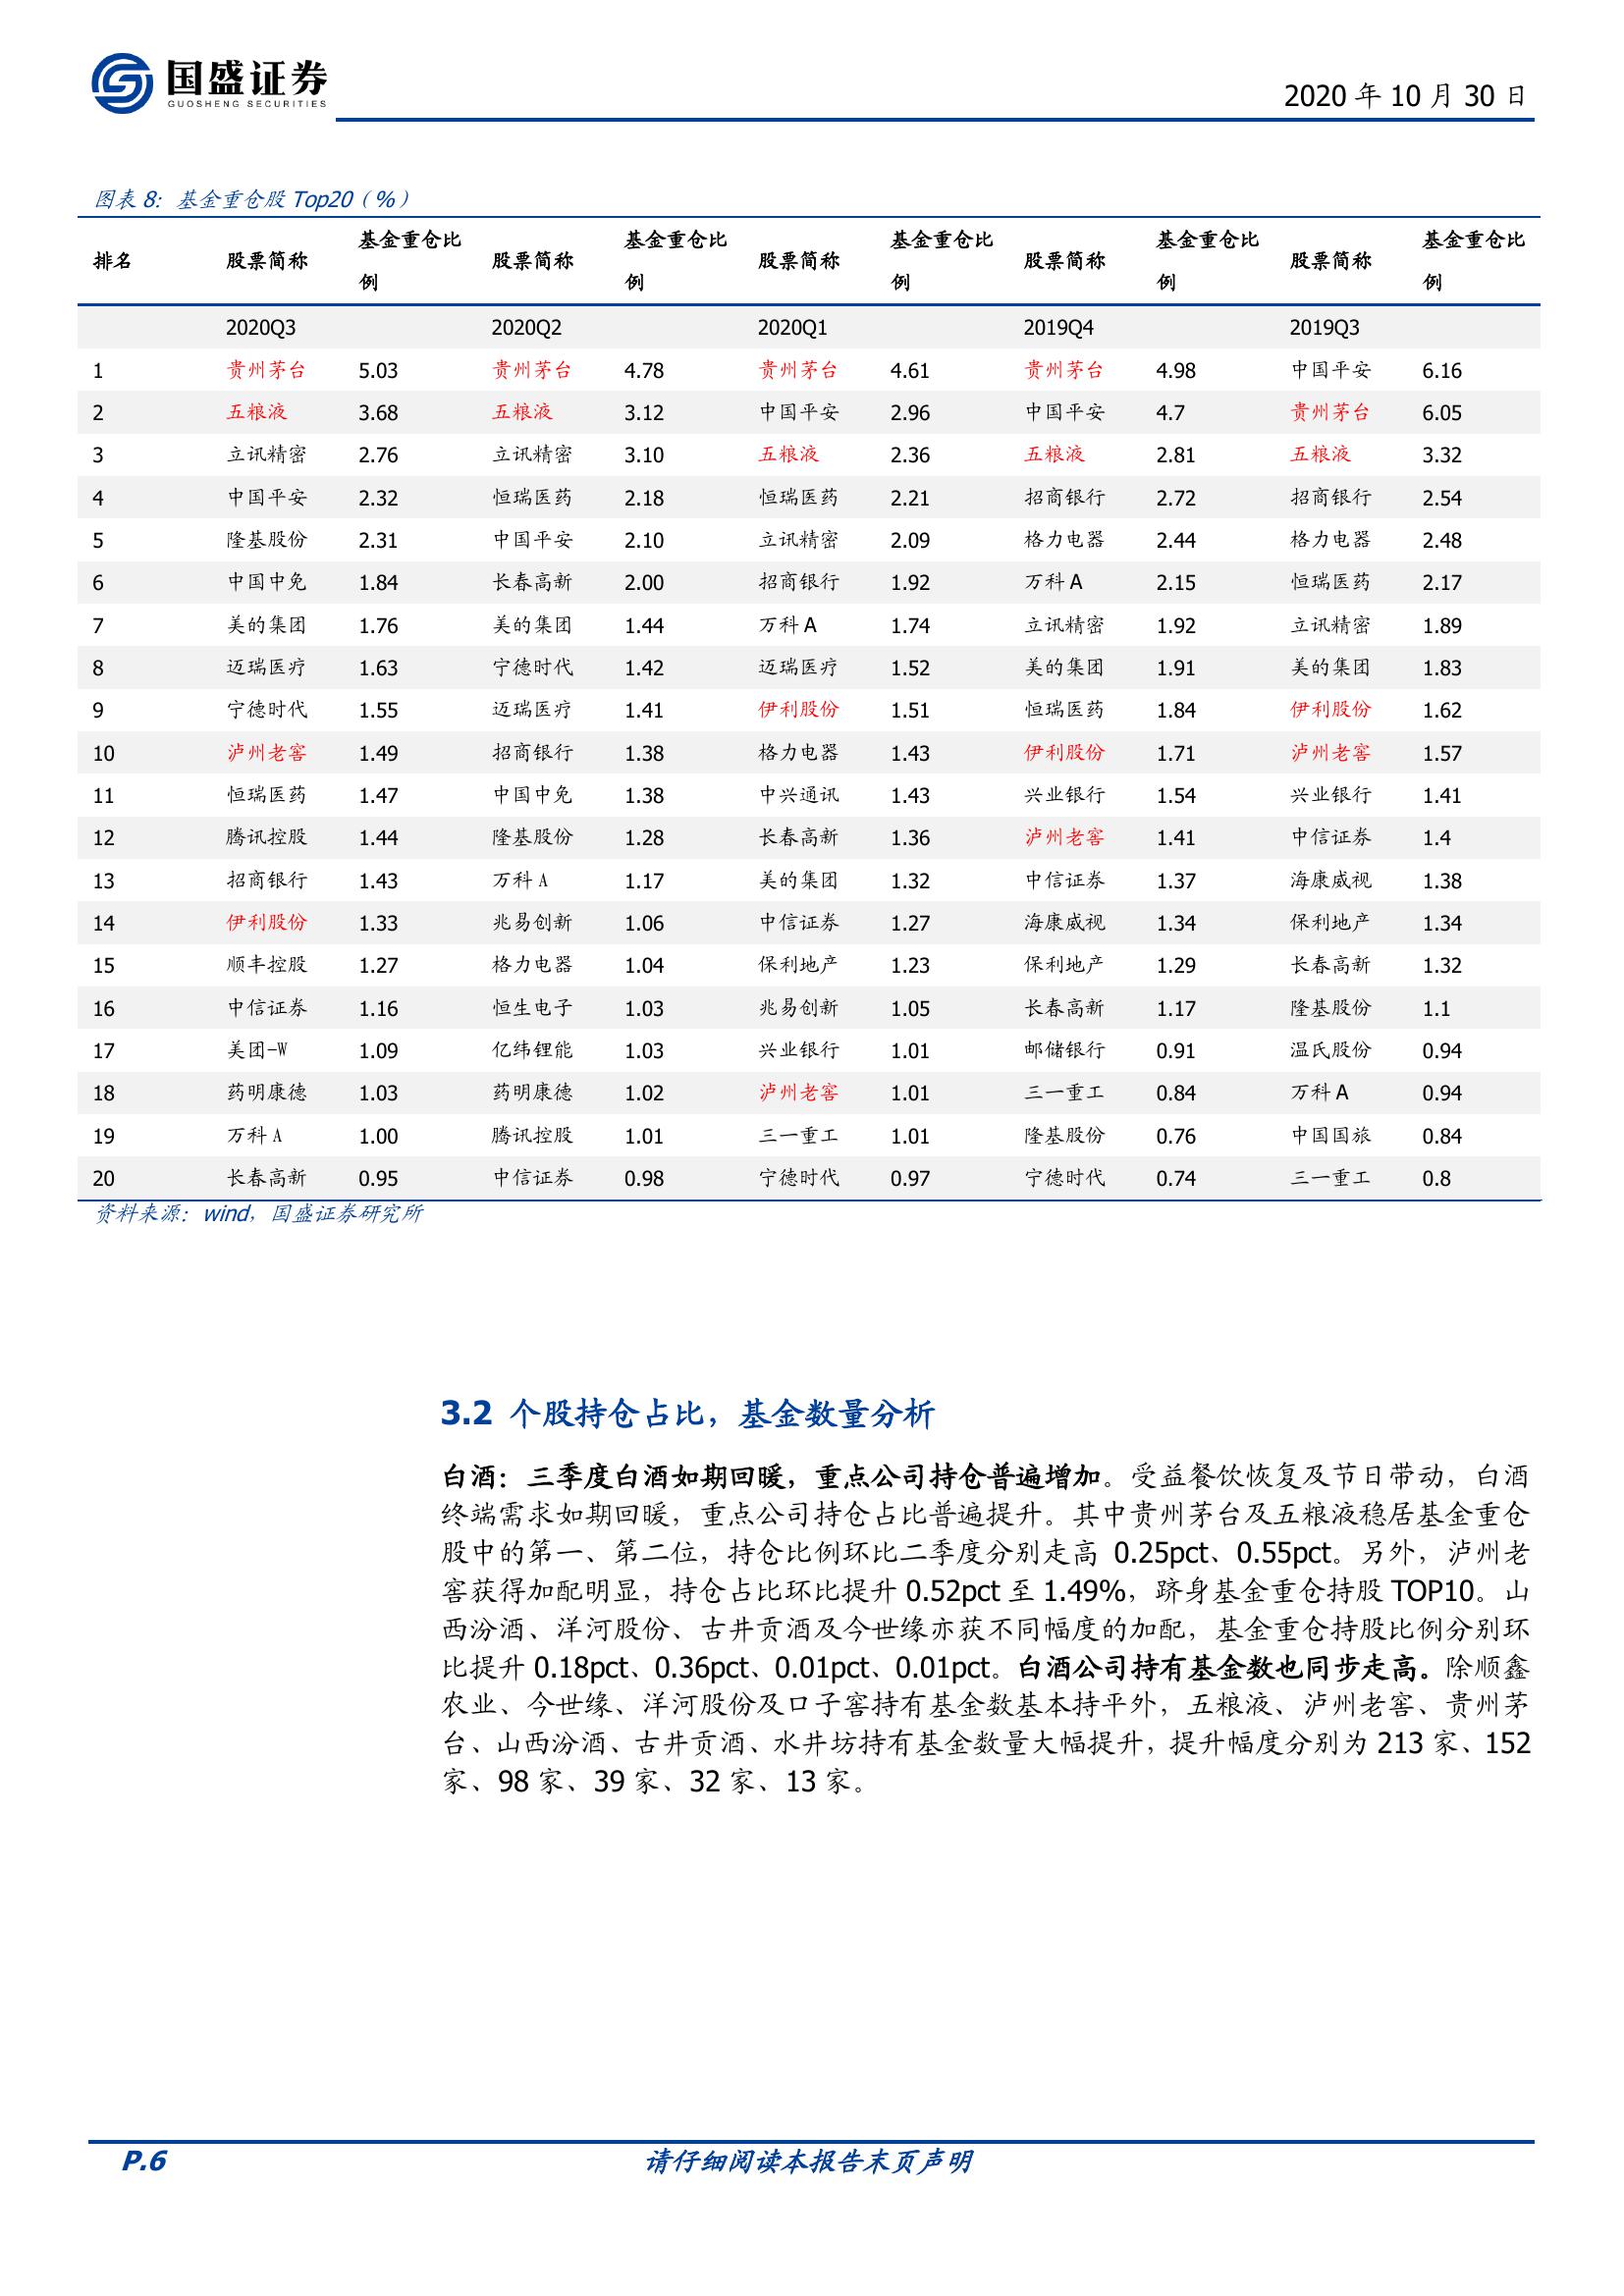 国盛证券
GUOSHENG SECURITIES
2020 年 10 月 30 日
图表 8：基金重仓股 Top20（%）
排名 股票简称 基金重仓比例 股票简称 基金重仓比例 股票简称 基金重仓比例 股票简称 基金重仓比例 股票简称 基金重仓比例
2020Q3 2020Q2 2020Q1 2019Q4 2019Q3
1 贵州茅台 5.03 贵州茅台 4.78 贵州茅台 4.61 贵州茅台 4.98 中国平安 6.16
2 五粮液 3.68 五粮液 3.12 中国平安 2.96 中国平安 4.7 贵州茅台 6.05
3 立讯精密 2.76 立讯精密 3.10 五粮液 2.36 五粮液 2.81 五粮液 3.32
4 中国平安 2.32 恒瑞医药 2.18 恒瑞医药 2.21 招商银行 2.72 招商银行 2.54
5 隆基股份 2.31 中国平安 2.10 立讯精密 2.09 格力电器 2.44 格力电器 2.48
6 中国中免 1.84 长春高新 2.00 招商银行 1.92 万科A 2.15 恒瑞医药 2.17
7 美的集团 1.76 美的集团 1.44 万科A 1.74 立讯精密 1.92 立讯精密 1.89
8 迈瑞医疗 1.63 宁德时代 1.42 迈瑞医疗 1.52 美的集团 1.91 美的集团 1.83
9 宁德时代 1.55 迈瑞医疗 1.41 伊利股份 1.51 恒瑞医药 1.84 伊利股份 1.62
10 泸州老窖 1.49 招商银行 1.38 格力电器 1.43 伊利股份 1.71 泸州老窖 1.57
11 恒瑞医药 1.47 中国中免 1.38 中兴通讯 1.43 兴业银行 1.54 兴业银行 1.41
12 腾讯控股 1.44 隆基股份 1.28 长春高新 1.36 泸州老窖 1.41 中信证券 1.4
13 招商银行 1.43 万科A 1.17 美的集团 1.32 中信证券 1.37 海康威视 1.38
14 伊利股份 1.33 兆易创新 1.06 中信证券 1.27 海康威视 1.34 保利地产 1.34
15 顺丰控股 1.27 格力电器 1.04 保利地产 1.23 保利地产 1.29 长春高新 1.32
16 中信证券 1.16 恒生电子 1.03 兆易创新 1.05 长春高新 1.17 隆基股份 1.1
17 美团-W 1.09 亿纬锂能 1.03 兴业银行 1.01 邮储银行 0.91 温氏股份 0.94
18 药明康德 1.03 药明康德 1.02 泸州老窖 1.01 三一重工 0.84 万科A 0.94
19 万科A 1.00 腾讯控股 1.01 三一重工 1.01 隆基股份 0.76 中国国旅 0.84
20 长春高新 0.95 中信证券 0.98 宁德时代 0.97 宁德时代 0.74 三一重工 0.8
资料来源：wind，国盛证券研究所
3.2 个股持仓占比，基金数量分析
白酒：三季度白酒如期回暖，重点公司持仓普遍增加。受益餐饮恢复及节日带动，白酒
终端需求如期回暖，重点公司持仓占比普遍提升。其中贵州茅台及五粮液稳居基金重仓
股中的第一、第二位，持仓比例环比二季度分别走高 0.25pct、0.55pct。另外，泸州老
窖获得加配明显，持仓占比环比提升 0.52pct 至 1.49%，跻身基金重仓持股 TOP10。山
西汾酒、洋河股份、古井贡酒及今世缘亦获不同幅度的加配，基金重仓持股比例分别环
比提升 0.18pct、0.36pct、0.01pct、0.01pct。白酒公司持有基金数也同步走高。除顺鑫
农业、今世缘、洋河股份及口子窖持有基金数基本持平外，五粮液、泸州老窖、贵州茅
台、山西汾酒、古井贡酒、水井坊持有基金数量大幅提升，提升幅度分别为 213 家、152
家、98 家、39 家、32 家、13 家。
P.6 请仔细阅读本报告末页声明